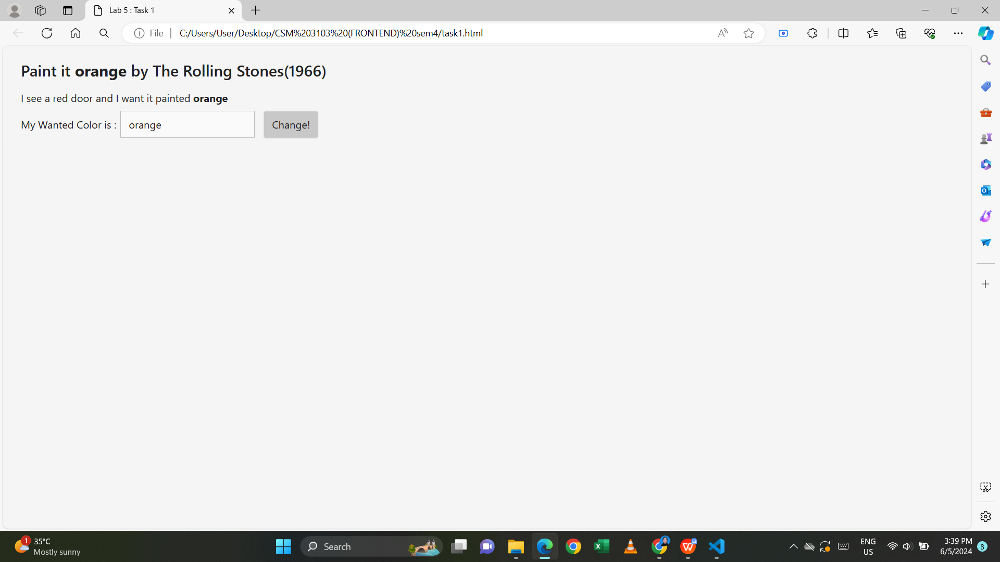 Lab 5 : Task 1
File
C:/Users/User/Desktop/CSM%203103%20(FRONTEND)%20sem4/task1.html
Paint it orange by The Rolling Stones(1966)
I see a red door and I want it painted orange
My Wanted Color is : orange Change!
1
35°C
Mostly sunny
Search
ENG
US
3:39 PM
6/5/2024
8